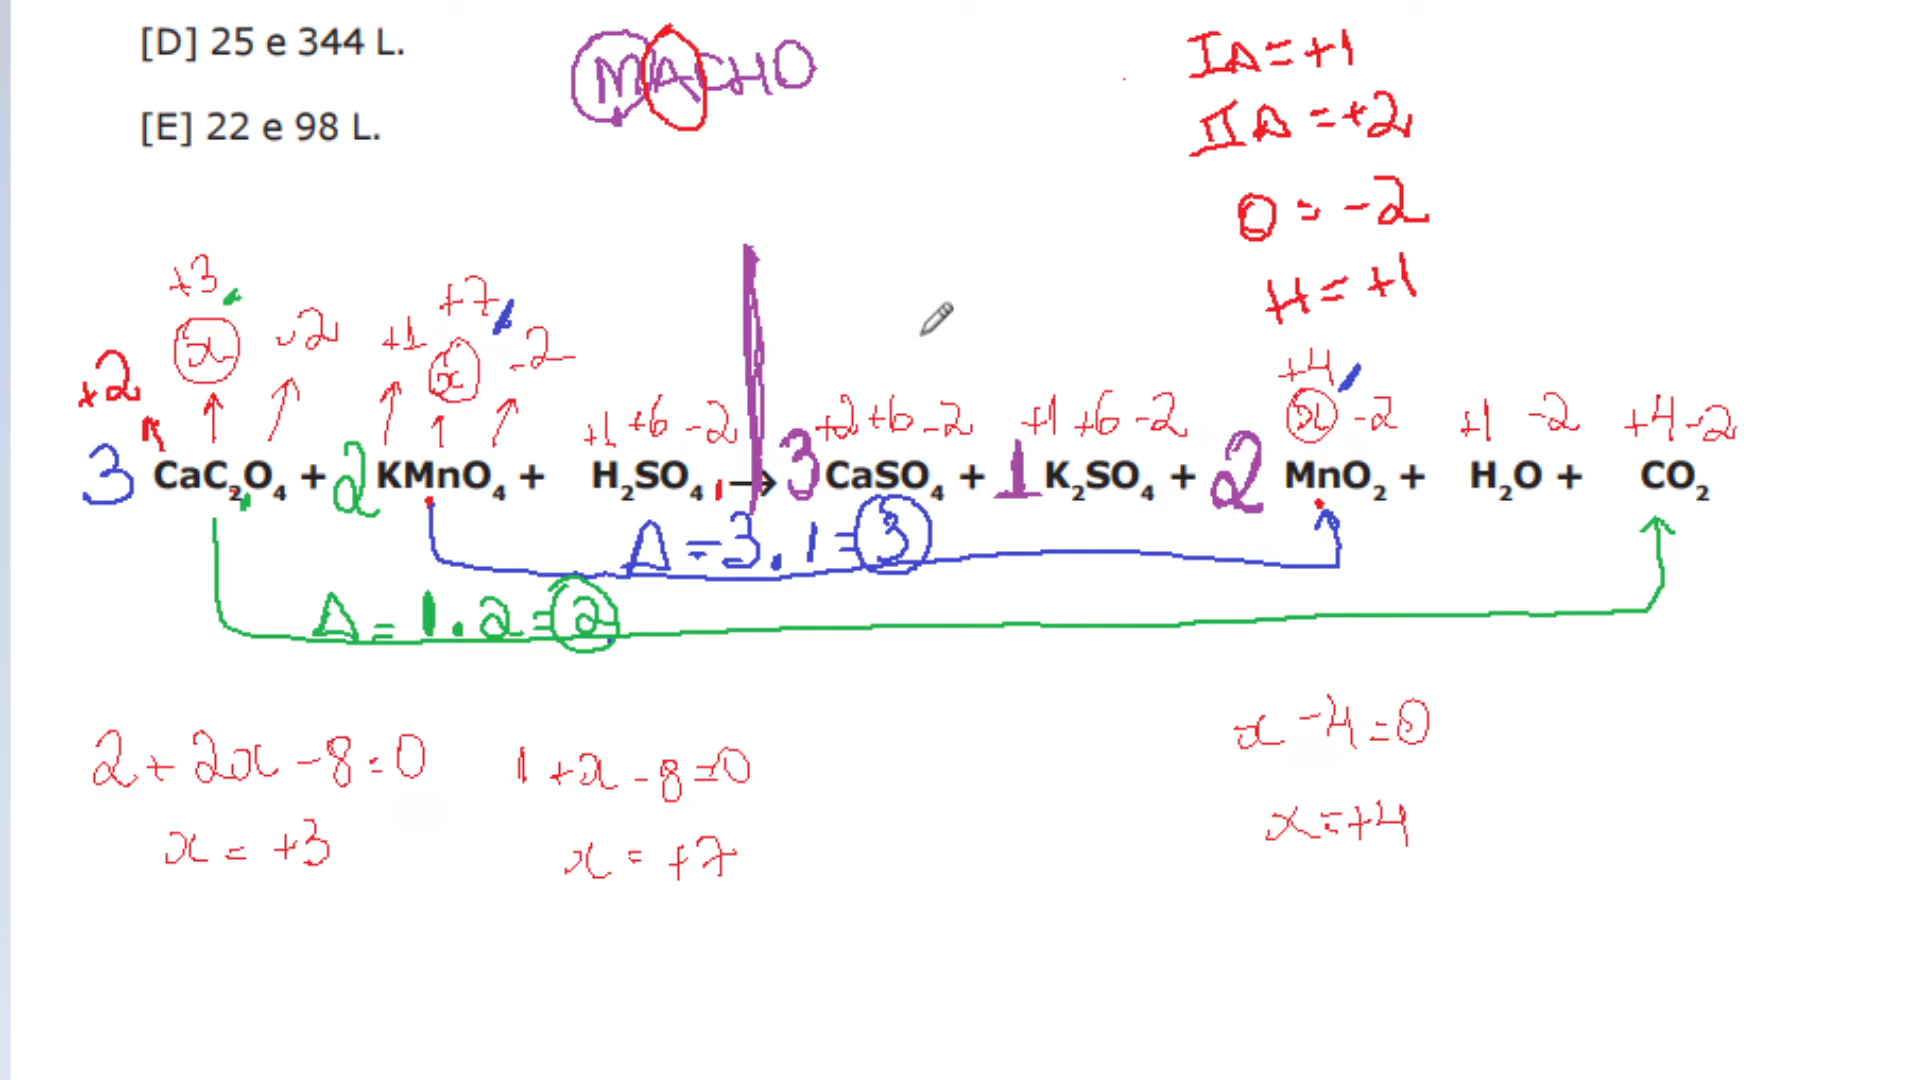 [D] 25 e 344 L.
MACHO
IA=+1
[E] 22 e 98 L.
IIA=+2
O=-2
H=+1
+3 +7 +4
x -2 +1 x -2
+2 +1 +6 -2 +2 +6 -2 +1 +6 -2 x -2 +1 -2 +4 -2
3 CaC₂O₄ + 2 KMnO₄ + H₂SO₄ → 3 CaSO₄ + 1 K₂SO₄ + 2 MnO₂ + H₂O + CO₂
Δ=3.1=3
Δ=1.2=2
2+2x-8=0 1+x-8=0 x-4=0
x=+3 x=+7 x=+4